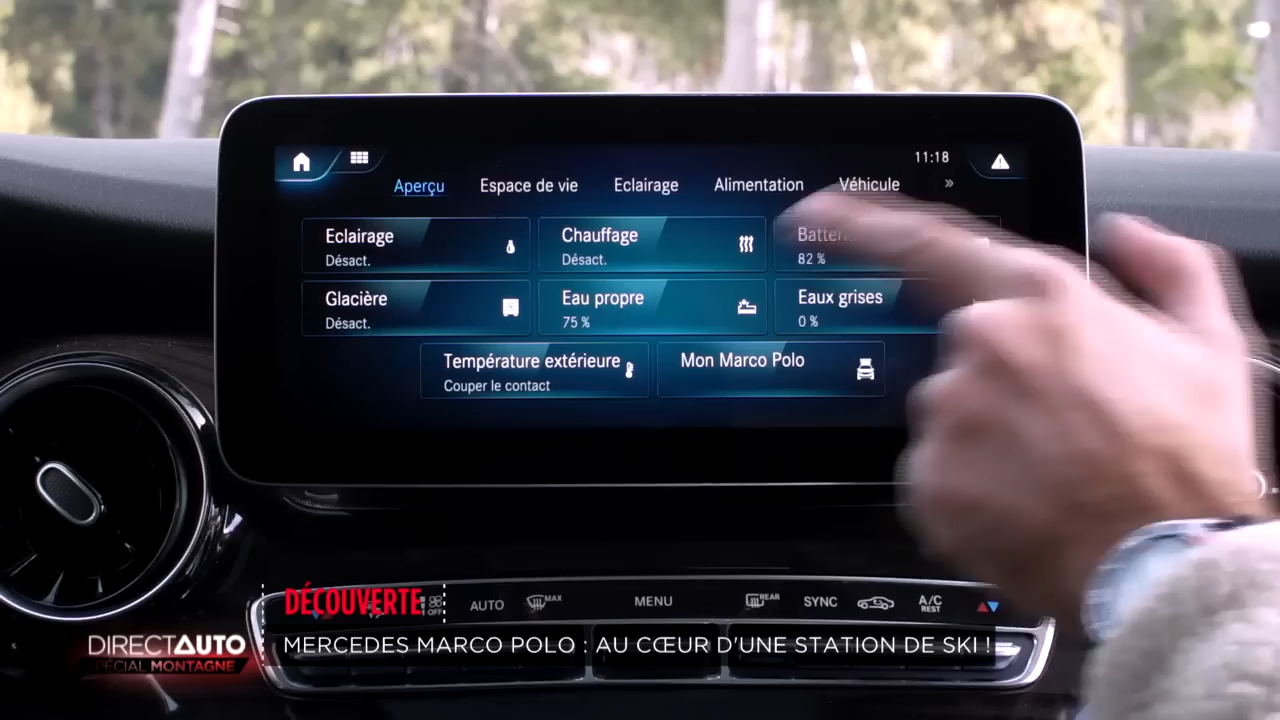 11:18
Aperçu Espace de vie Eclairage Alimentation Véhicule »
Eclairage
Désact.
Chauffage
Désact.
Batterie
82 %
Glacière
Désact.
Eau propre
75 %
Eaux grises
0 %
Température extérieure
Couper le contact
Mon Marco Polo
DÉCOUVERTE
OFF AUTO MAX MENU REAR SYNC A/C REST
DIRECTAUTO
SPÉCIAL MONTAGNE
MERCEDES MARCO POLO : AU CŒUR D'UNE STATION DE SKI !